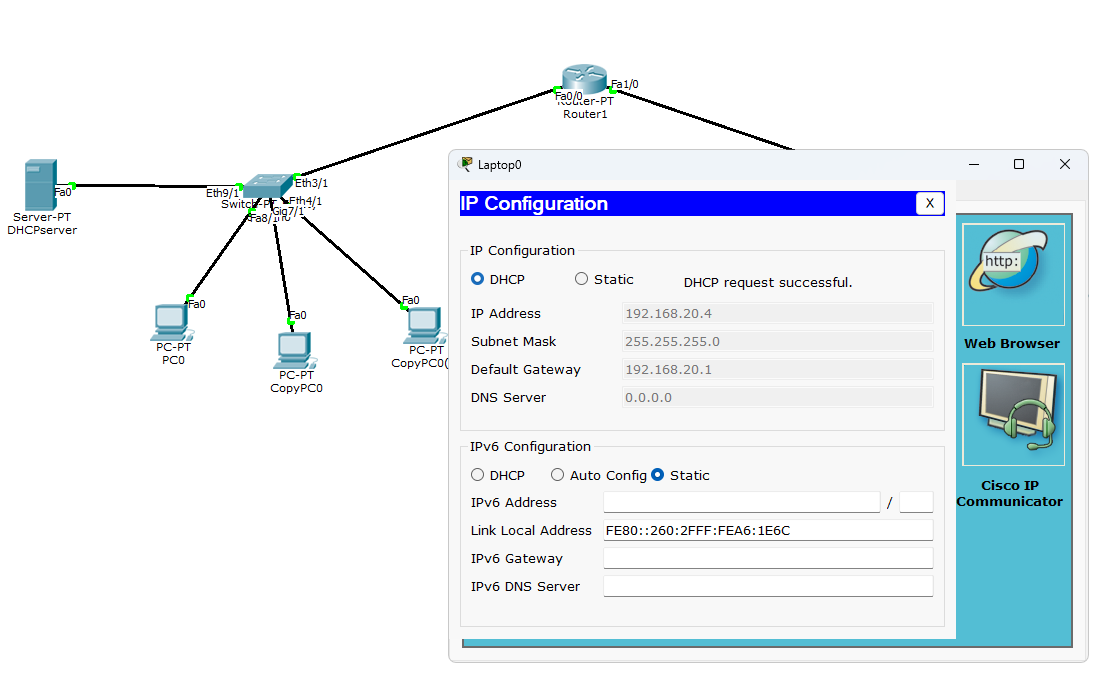 Fa1/0
Fa0/0
Router-PT
Router1
Laptop0
Fa0
Eth9/1
Eth3/1
Switch-PT
Eth4/1
Gig7/1
Fa8/1
Server-PT
DHCPserver
IP Configuration
X
IP Configuration
DHCP
Static
DHCP request successful.
IP Address
192.168.20.4
Subnet Mask
255.255.255.0
Default Gateway
192.168.20.1
DNS Server
0.0.0.0
http:
Web Browser
Fa0
PC-PT
PC0
Fa0
PC-PT
CopyPC0
Fa0
PC-PT
CopyPC0(
IPv6 Configuration
DHCP
Auto Config
Static
IPv6 Address
/
Link Local Address
FE80::260:2FFF:FEA6:1E6C
IPv6 Gateway
IPv6 DNS Server
Cisco IP
Communicator